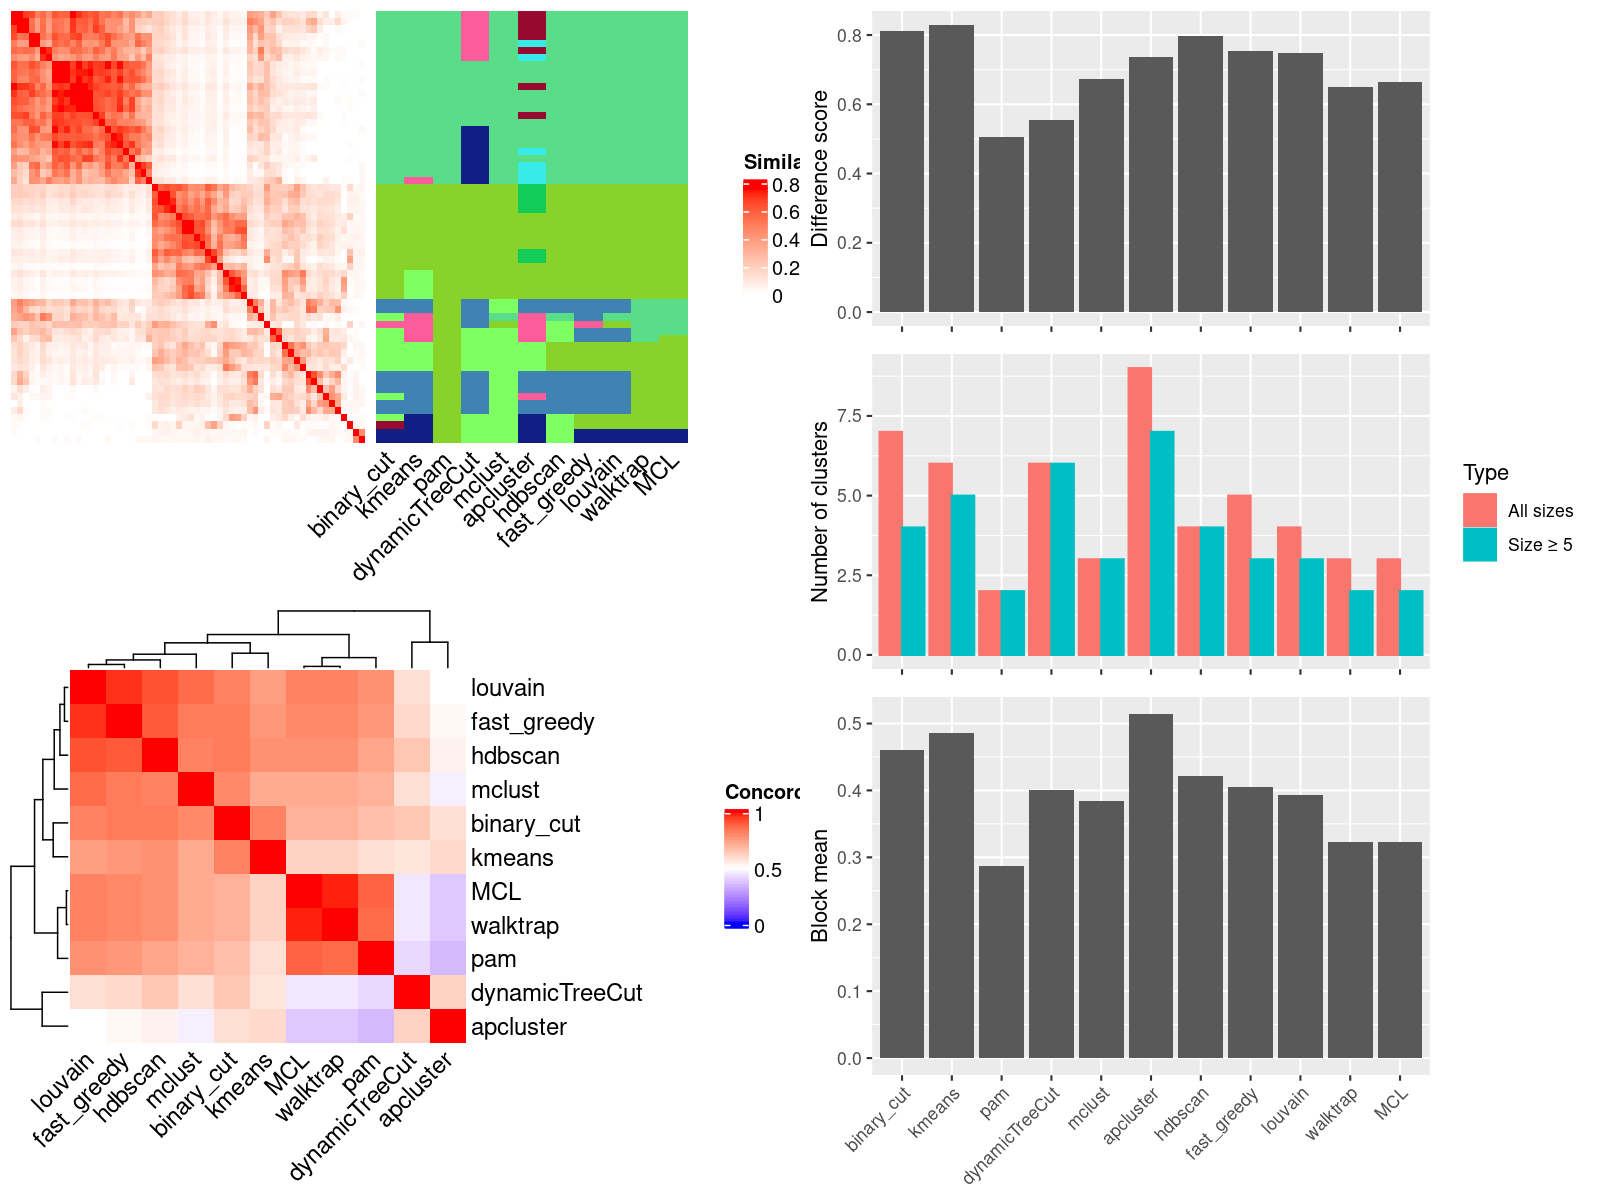 Simila
0.8
0.6
0.4
0.2
0
binary_cut
kmeans
pam
dynamicTreeCut
mclust
apcluster
hdbscan
fast_greedy
louvain
walktrap
MCL
louvain
fast_greedy
hdbscan
mclust
binary_cut
kmeans
MCL
walktrap
pam
dynamicTreeCut
apcluster
louvain
fast_greedy
hdbscan
mclust
binary_cut
kmeans
MCL
walktrap
pam
dynamicTreeCut
apcluster
Concorc
1
0.5
0
Difference score
0.8
0.6
0.4
0.2
0.0
Number of clusters
7.5
5.0
2.5
0.0
Type
All sizes
Size ≥ 5
Block mean
0.5
0.4
0.3
0.2
0.1
0.0
binary_cut
kmeans
pam
dynamicTreeCut
mclust
apcluster
hdbscan
fast_greedy
louvain
walktrap
MCL